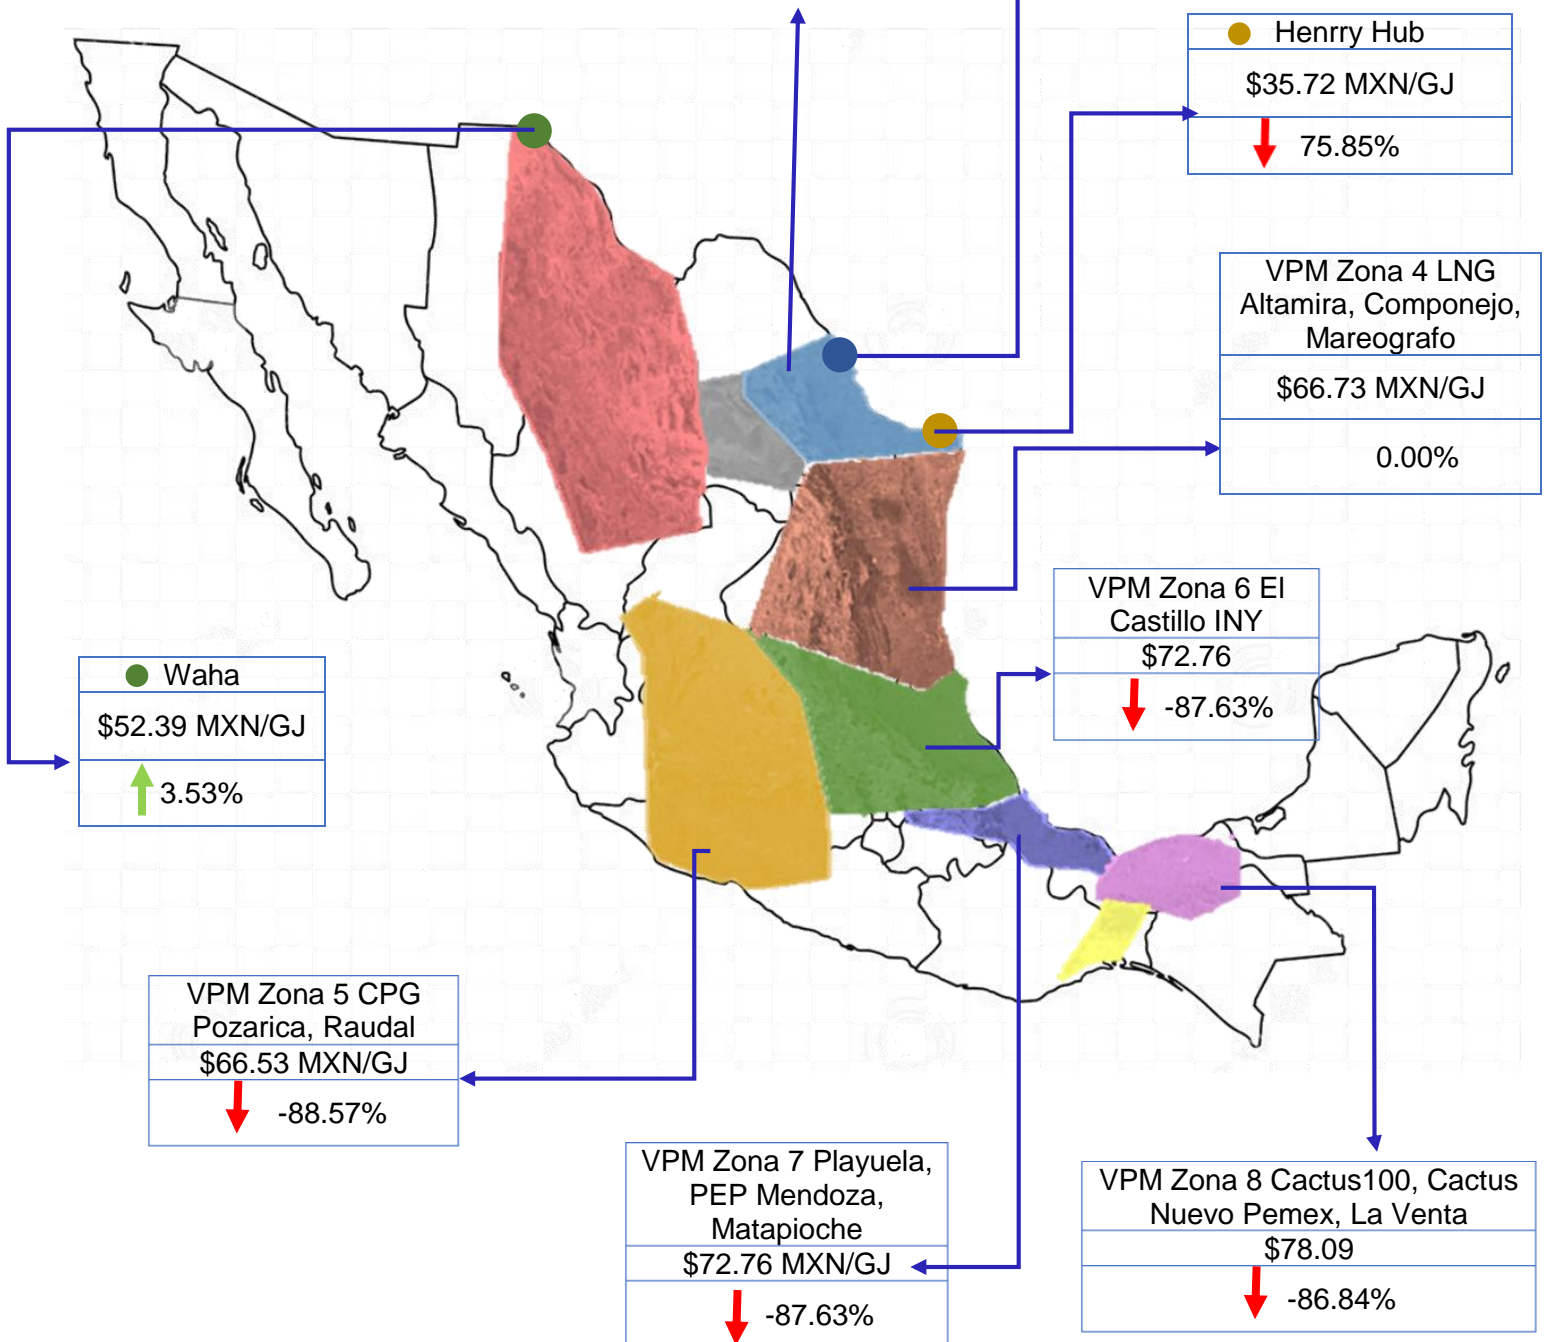 Henrry Hub
$35.72 MXN/GJ
75.85%
VPM Zona 4 LNG
Altamira, Componejo,
Mareografo
$66.73 MXN/GJ
0.00%
VPM Zona 6 El
Castillo INY
$72.76
-87.63%
Waha
$52.39 MXN/GJ
3.53%
VPM Zona 5 CPG
Pozarica, Raudal
$66.53 MXN/GJ
-88.57%
VPM Zona 7 Playuela,
PEP Mendoza,
Matapioche
$72.76 MXN/GJ
-87.63%
VPM Zona 8 Cactus100, Cactus
Nuevo Pemex, La Venta
$78.09
-86.84%